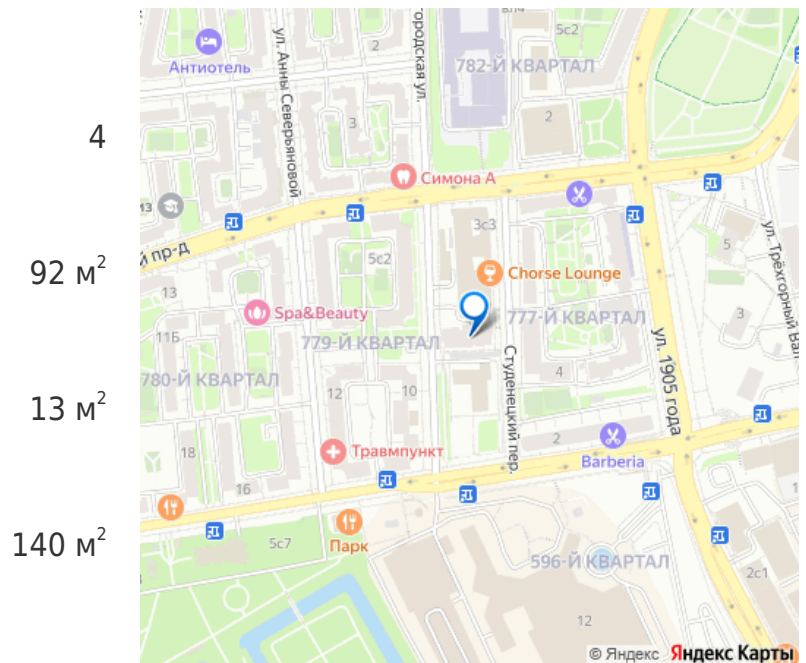 4
92 м²
13 м²
140 м²
Антиотель
2
ул. Анны Северьяновой
ородская ул.
5с2
782-Й КВАРТАЛ
2
3
Симона А
из
й пр-д
3с3
5с2
Chorse Lounge
5
ул. Трёхгорный Вал
13
Spa&Beauty
779-Й КВАРТАЛ
777-Й КВАРТАЛ
3
11Б
780-Й КВАРТАЛ
12
10
4
Студенецкий пер.
ул. 1905 года
18
Травмпункт
2
Barberia
16
5с7
Парк
596-Й КВАРТАЛ
2с1
12
© Яндекс Яндекс Карты